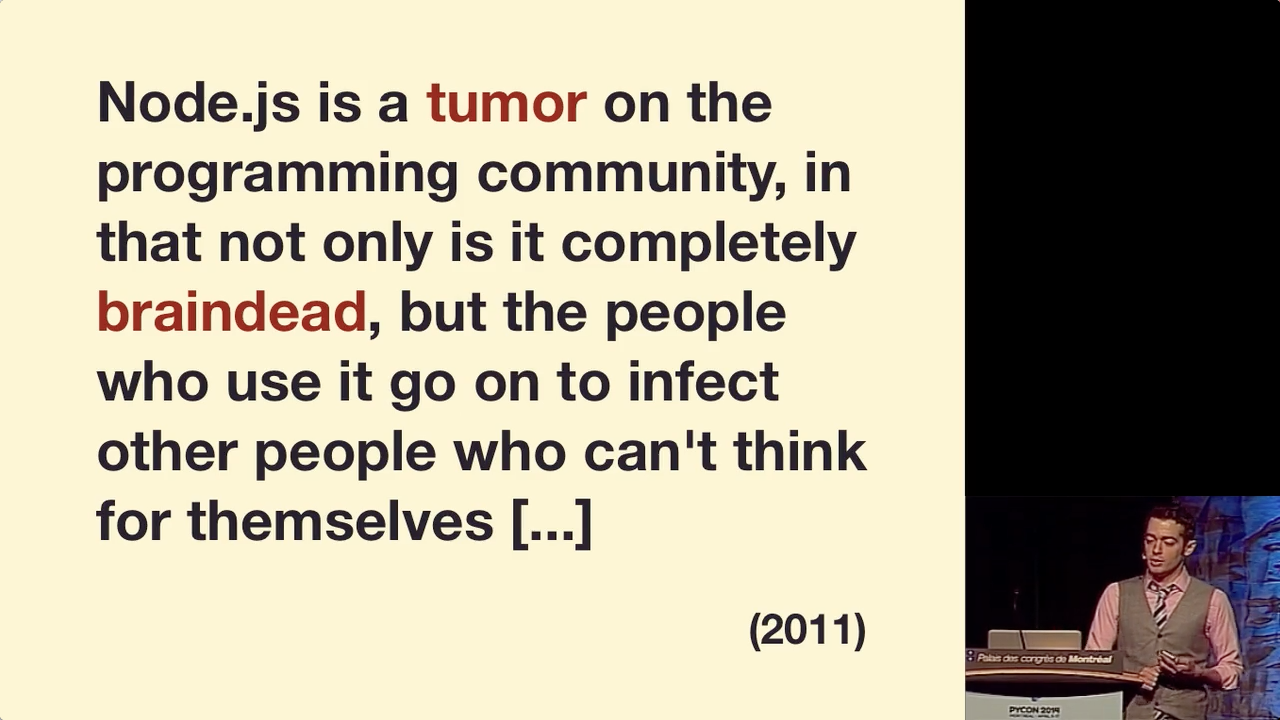 Node.js is a tumor on the
programming community, in
that not only is it completely
braindead, but the people
who use it go on to infect
other people who can't think
for themselves [...]
(2011)
Palais des congrès de Montréal
PYCON 2014